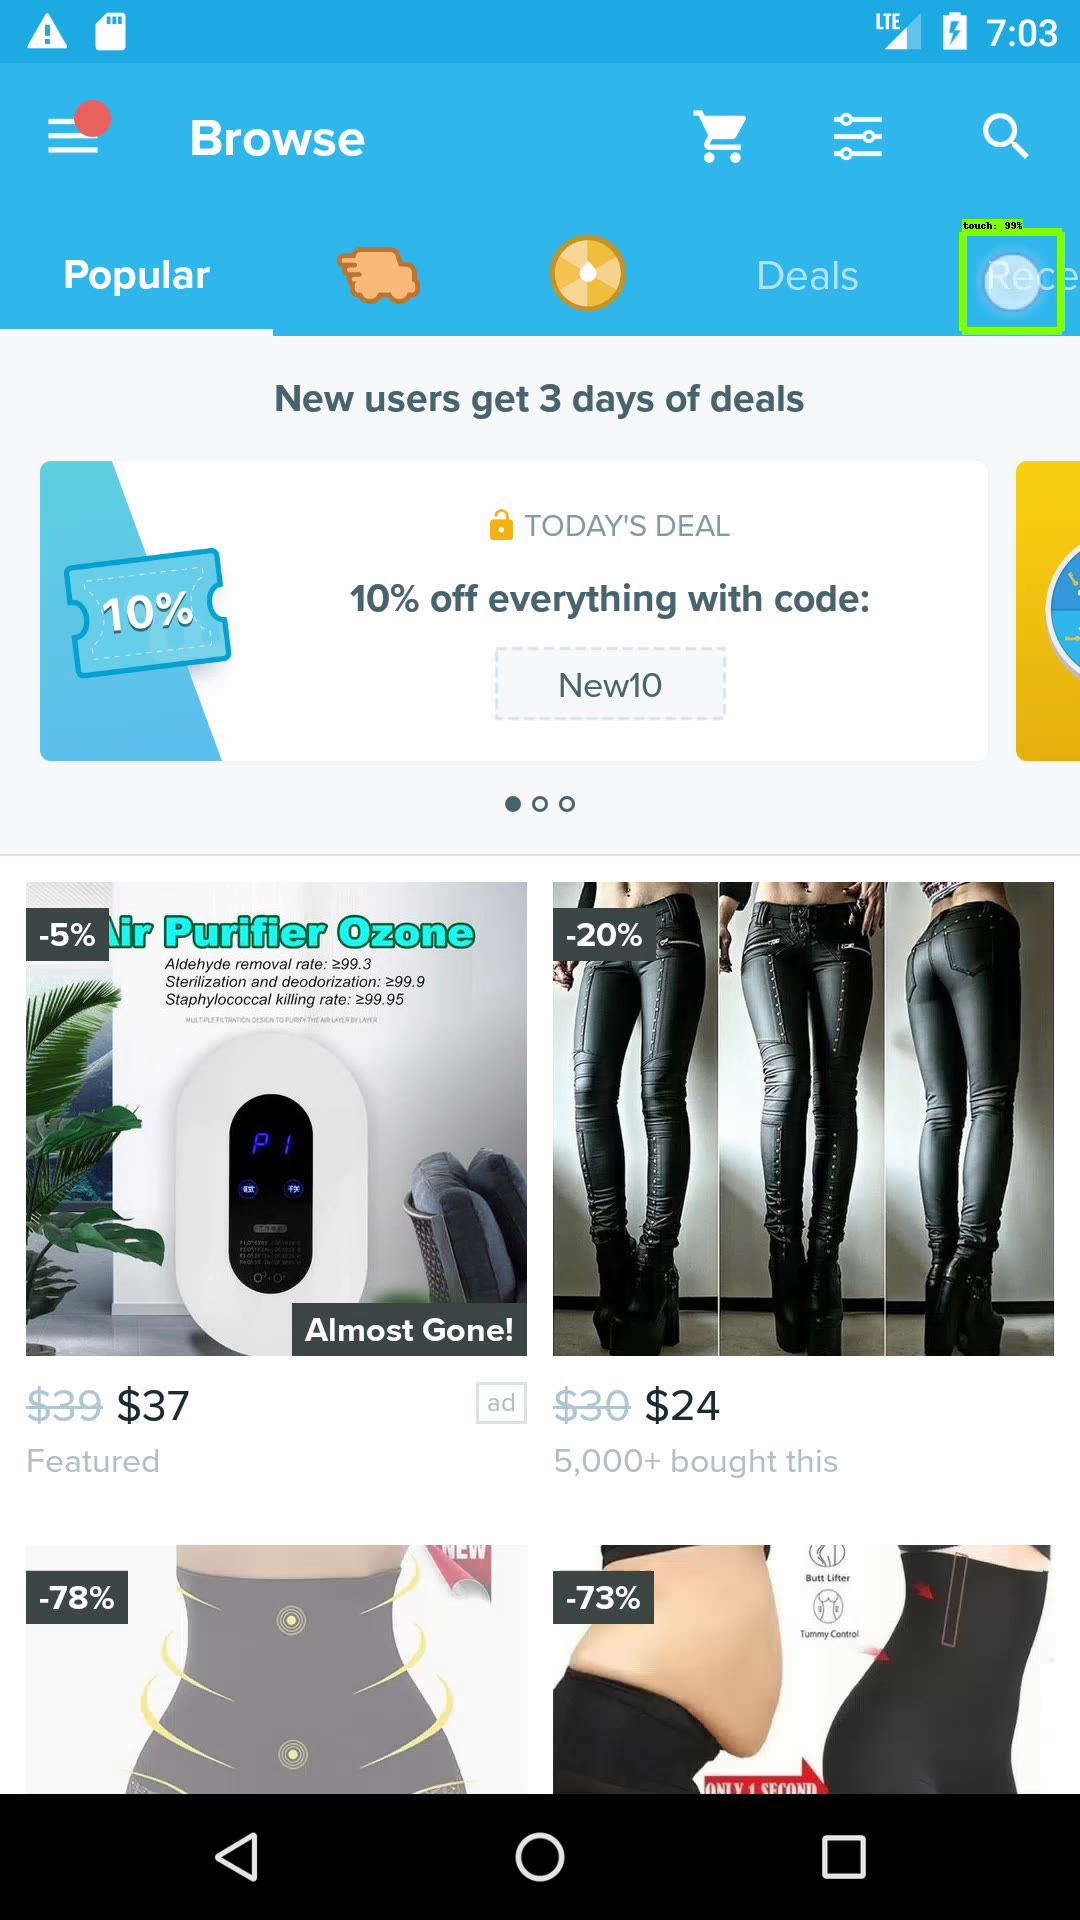 LTE 7:03
Browse
touch: 99%
Popular
Deals
Rece
New users get 3 days of deals
TODAY'S DEAL
10%
10% off everything with code:
New10
-5%
Air Purifier Ozone
Aldehyde removal rate: ≥99.3
Sterilization and deodorization: ≥99.9
Staphylococcal killing rate: ≥99.95
MULTIPLE FILTRATION DESIGN TO PURIFY THE AIR LAYER BY LAYER
P1
Almost Gone!
-20%
$39 $37
ad
Featured
$30 $24
5,000+ bought this
-78%
NEW
-73%
Butt Lifter
Tummy Control
ONLY 1 SECOND